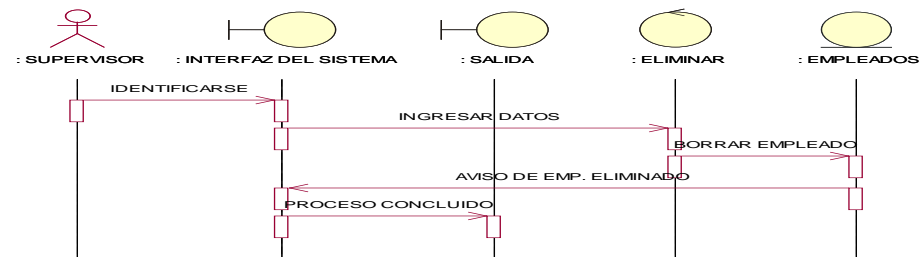 : SUPERVISOR : INTERFAZ DEL SISTEMA : SALIDA : ELIMINAR : EMPLEADOS
IDENTIFICARSE
INGRESAR DATOS
BORRAR EMPLEADO
AVISO DE EMP. ELIMINADO
PROCESO CONCLUIDO